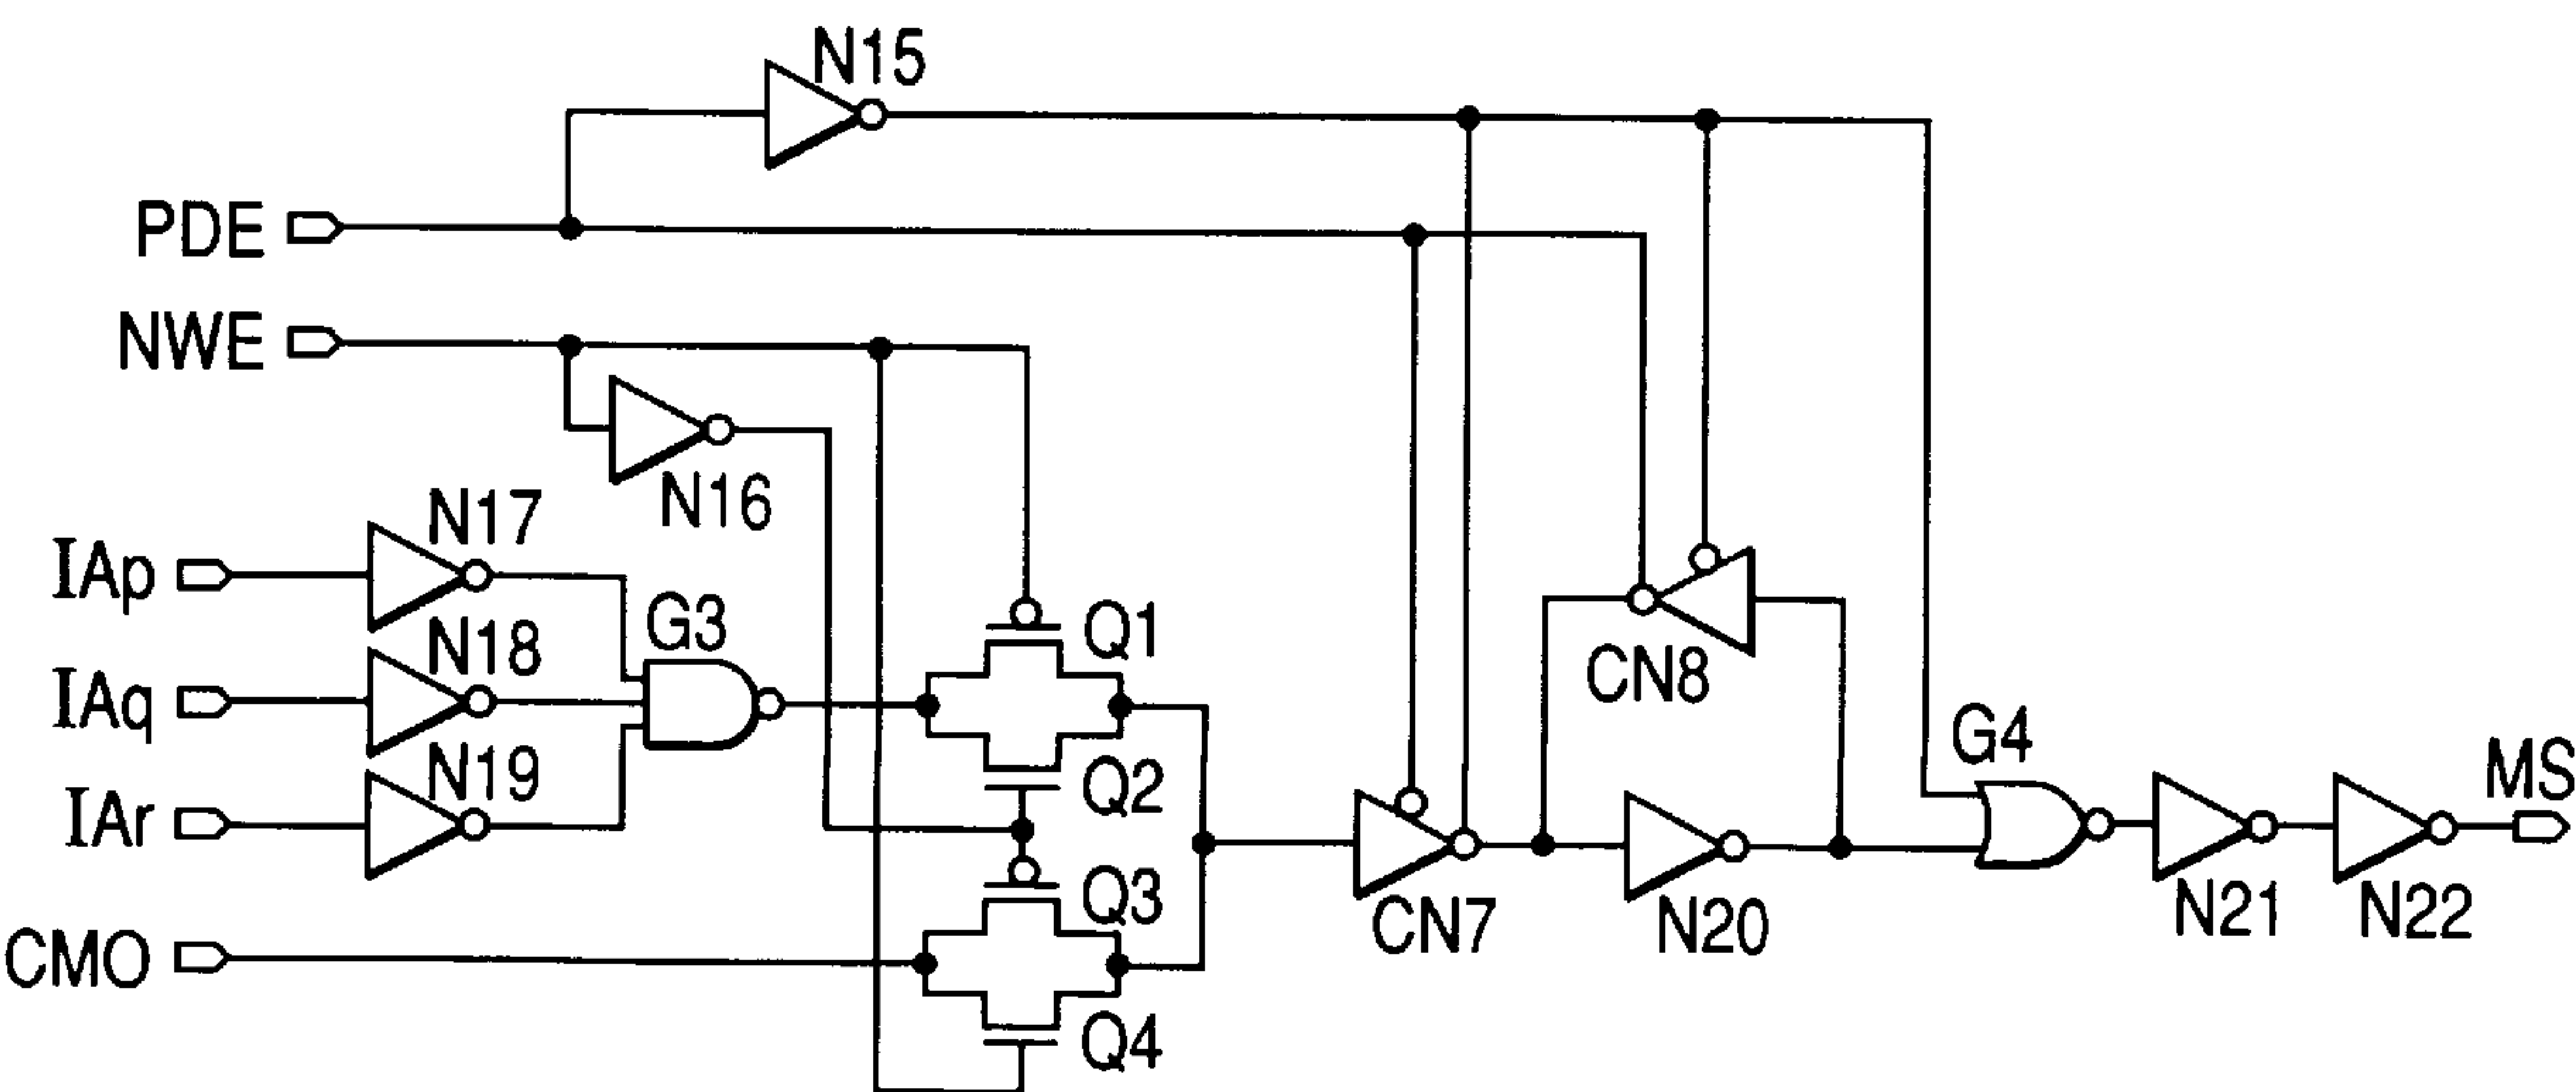 N15
PDE
NWE
N16
N17
IAp
G3
Q1
N18
CN8
IAq
G4
MS
N19
Q2
IAr
Q3
CN7
N20
N21
N22
CMO
Q4